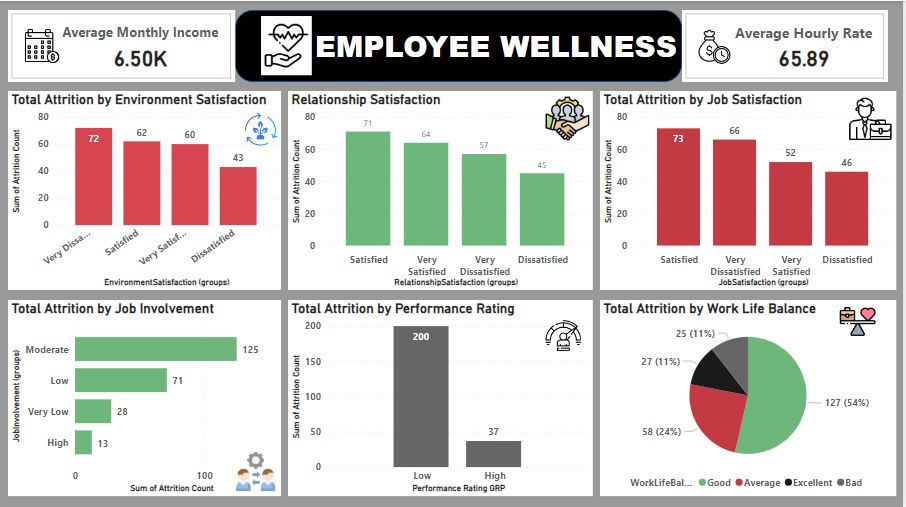 Average Monthly Income
6.50K
EMPLOYEE WELLNESS
Average Hourly Rate
65.89
Total Attrition by Environment Satisfaction
Sum of Attrition Count
80
60
40
20
0
72
62
60
43
Very Dissa...
Satisfied
Very Satisf...
Dissatisfied
EnvironmentSatisfaction (groups)
Relationship Satisfaction
Sum of Attrition Count
80
60
40
20
0
71
64
57
45
Satisfied
Very
Satisfied
Very
Dissatisfied
Dissatisfied
RelationshipSatisfaction (groups)
Total Attrition by Job Satisfaction
Sum of Attrition Count
80
60
40
20
0
73
66
52
46
Satisfied
Very
Dissatisfied
Very
Satisfied
Dissatisfied
JobSatisfaction (groups)
Total Attrition by Job Involvement
JobInvolvement (groups)
Moderate
125
Low
71
Very Low
28
High
13
0
100
Sum of Attrition Count
Total Attrition by Performance Rating
Sum of Attrition Count
200
150
100
50
0
200
37
Low
High
Performance Rating GRP
Total Attrition by Work Life Balance
25 (11%)
27 (11%)
58 (24%)
127 (54%)
WorkLifeBal... Good Average Excellent Bad